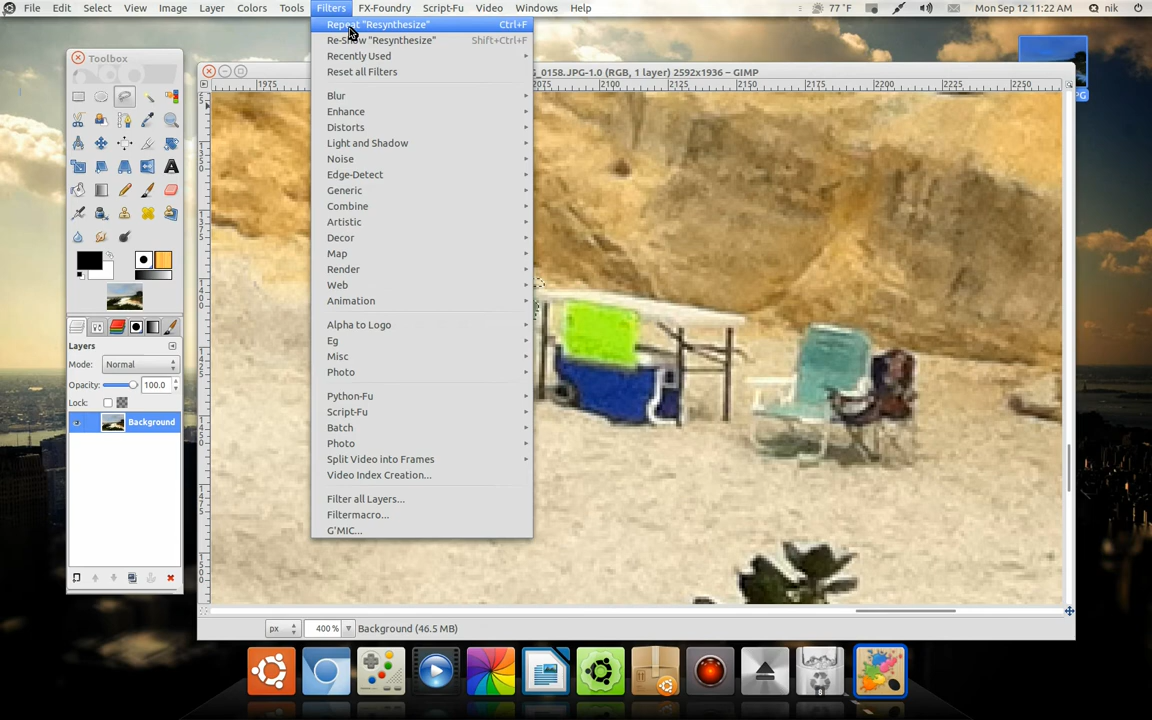 File Edit Select View Image Layer Colors Tools Filters FX-Foundry Script-Fu Video Windows Help
77 °F Mon Sep 12 11:22 AM nik
Repeat "Resynthesize" Ctrl+F
Re-Show "Resynthesize" Shift+Ctrl+F
Recently Used
Reset all Filters
Blur
Enhance
Distorts
Light and Shadow
Noise
Edge-Detect
Generic
Combine
Artistic
Decor
Map
Render
Web
Animation
Alpha to Logo
Eg
Misc
Photo
Python-Fu
Script-Fu
Batch
Photo
Split Video into Frames
Video Index Creation...
Filter all Layers...
Filtermacro...
G'MIC...
Toolbox
Layers
Mode: Normal
Opacity: 100.0
Lock:
Background
_0158.JPG-1.0 (RGB, 1 layer) 2592x1936 – GIMP
1975 2075 2100 2125 2150 2175 2200 2225 2250
px 400% Background (46.5 MB)